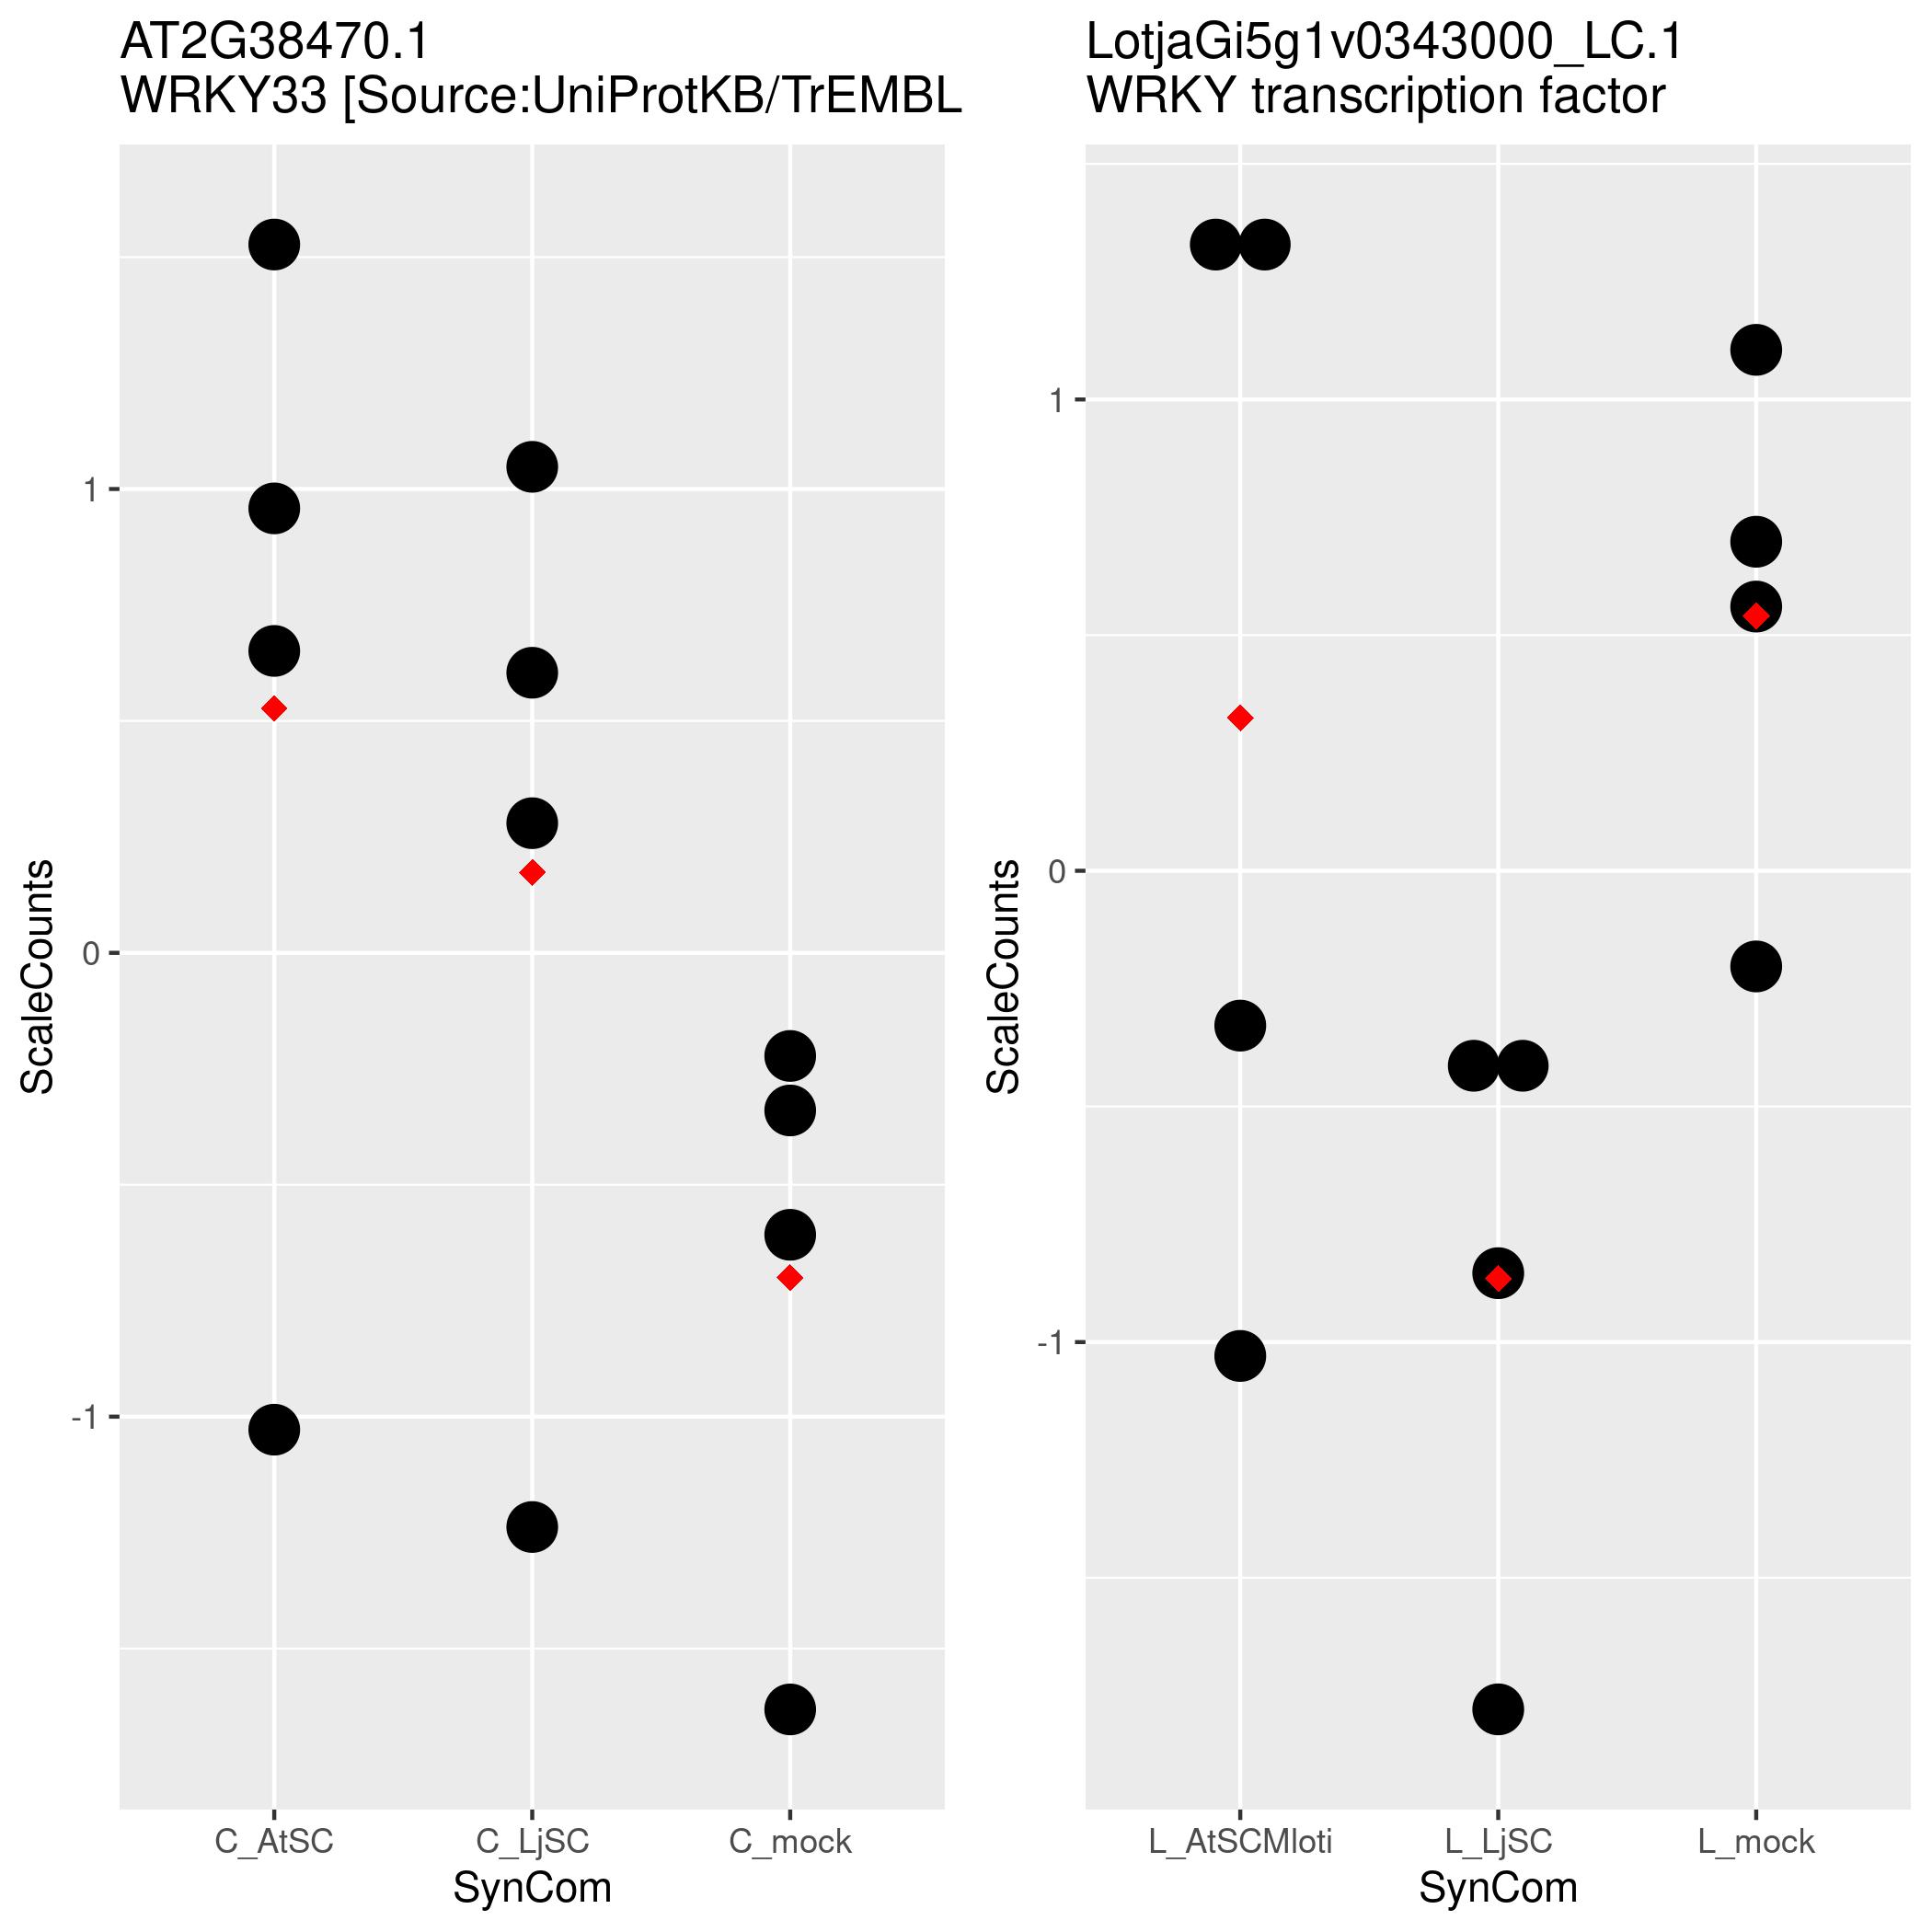 AT2G38470.1
WRKY33 [Source:UniProtKB/TrEMBL
ScaleCounts
1
0
-1
C_AtSC
C_LjSC
C_mock
SynCom
LotjaGi5g1v0343000_LC.1
WRKY transcription factor
ScaleCounts
1
0
-1
L_AtSCMloti
L_LjSC
L_mock
SynCom